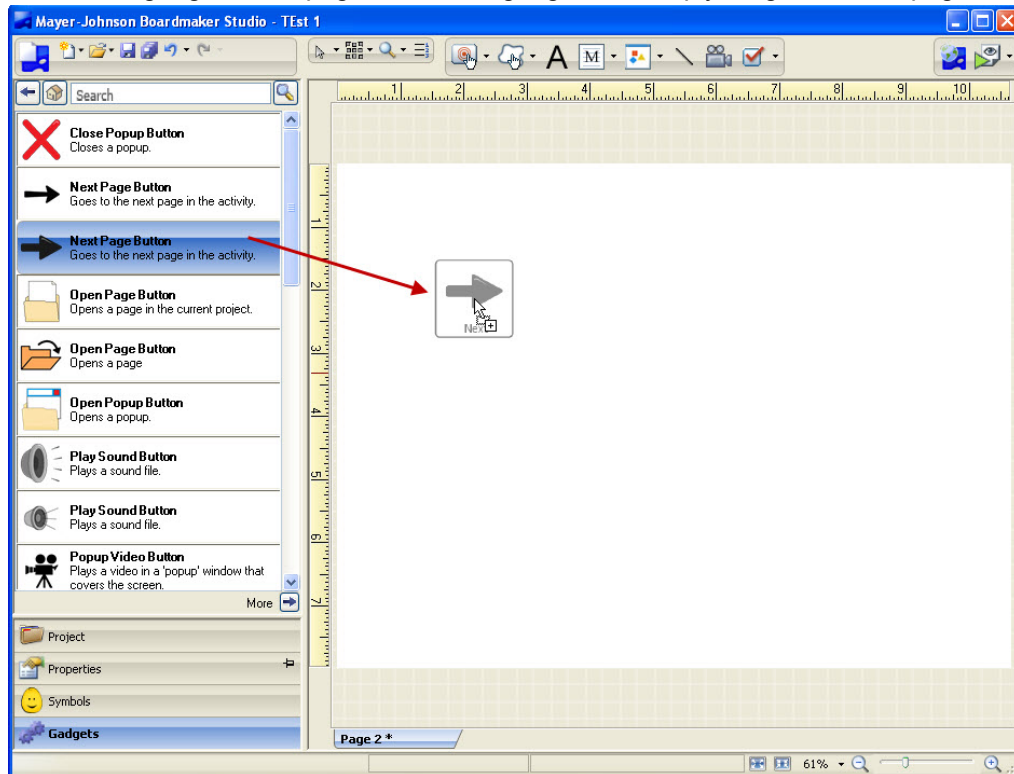 Mayer-Johnson Boardmaker Studio - TEst 1
A M
Search
Close Popup Button
Closes a popup.
Next Page Button
Goes to the next page in the activity.
Next Page Button
Goes to the next page in the activity.
Open Page Button
Opens a page in the current project.
Open Page Button
Opens a page
Open Popup Button
Opens a popup.
Play Sound Button
Plays a sound file.
Play Sound Button
Plays a sound file.
Popup Video Button
Plays a video in a 'popup' window that
covers the screen.
More
Project
Properties
Symbols
Gadgets
1 2 3 4 5 6 7 8 9 10
1
2
3
4
5
6
7
Page 2 *
61%